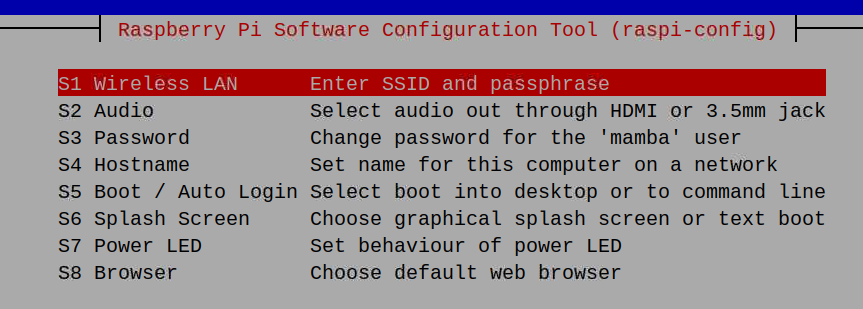 Raspberry Pi Software Configuration Tool (raspi-config)
S1 Wireless LAN Enter SSID and passphrase
S2 Audio Select audio out through HDMI or 3.5mm jack
S3 Password Change password for the 'mamba' user
S4 Hostname Set name for this computer on a network
S5 Boot / Auto Login Select boot into desktop or to command line
S6 Splash Screen Choose graphical splash screen or text boot
S7 Power LED Set behaviour of power LED
S8 Browser Choose default web browser